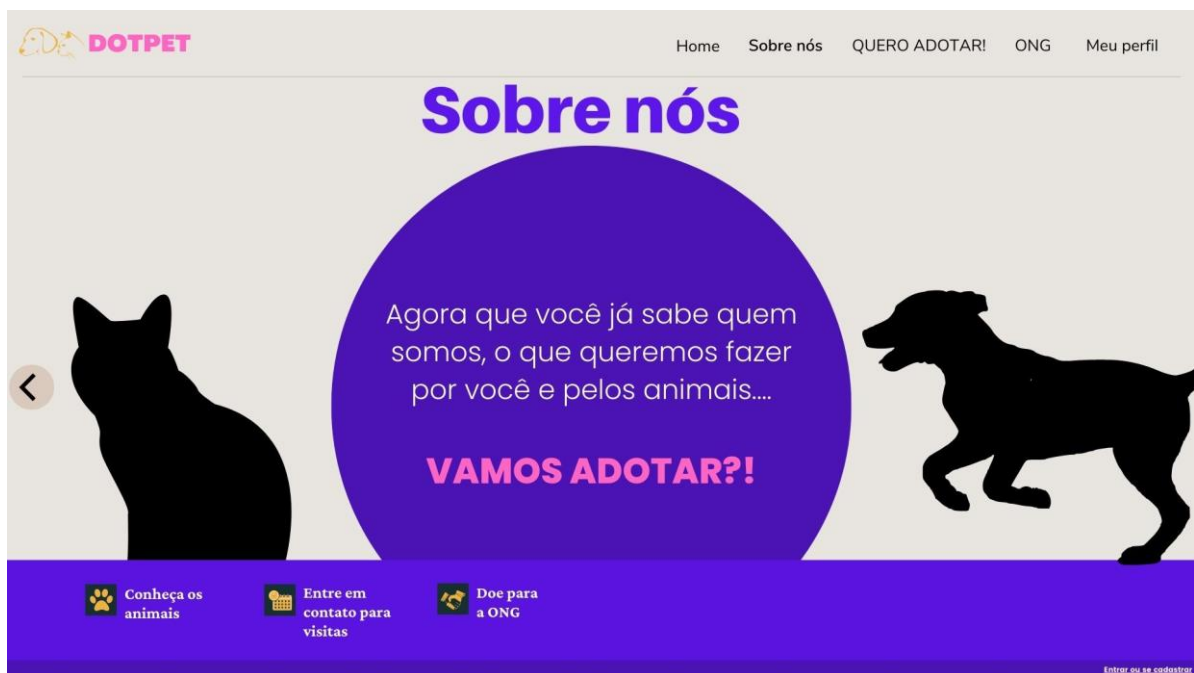 DOTPET
Home Sobre nós QUERO ADOTAR! ONG Meu perfil
Sobre nós
Agora que você já sabe quem
somos, o que queremos fazer
por você e pelos animais....
VAMOS ADOTAR?!
Conheça os
animais
Entre em
contato para
visitas
Doe para
a ONG
Entrar ou se cadastrar